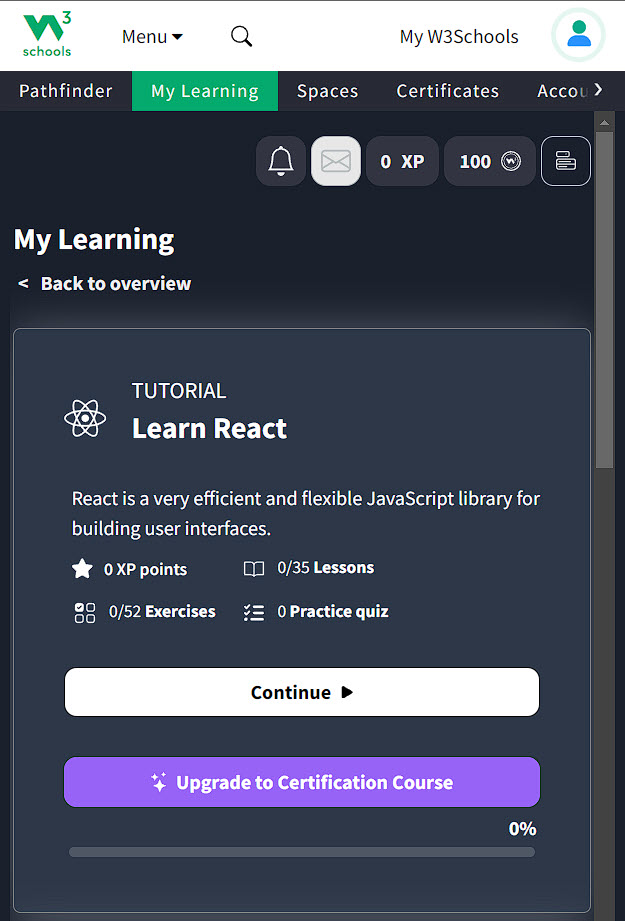 W3
schools
Menu
My W3Schools
Pathfinder
My Learning
Spaces
Certificates
Accou
0 XP
100
My Learning
< Back to overview
TUTORIAL
Learn React
React is a very efficient and flexible JavaScript library for
building user interfaces.
0 XP points
0/35 Lessons
0/52 Exercises
0 Practice quiz
Continue
Upgrade to Certification Course
0%